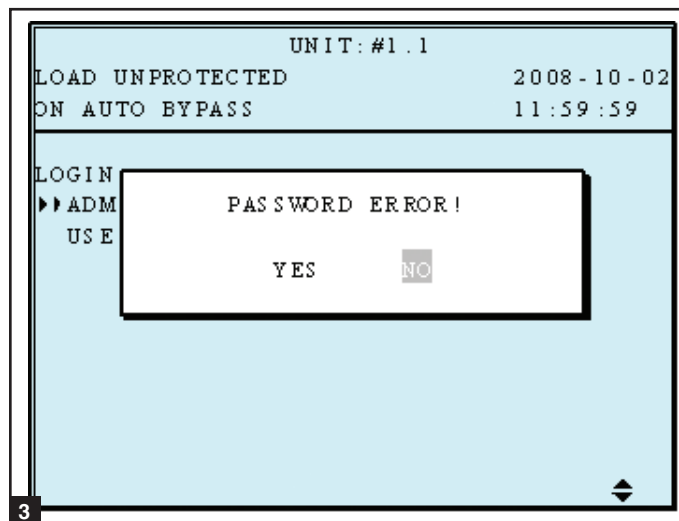 UNIT:#1.1
LOAD UNPROTECTED 2008-10-02
ON AUTO BYPASS 11:59:59
LOGIN
ADM PASSWORD ERROR!
USE
YES NO
3